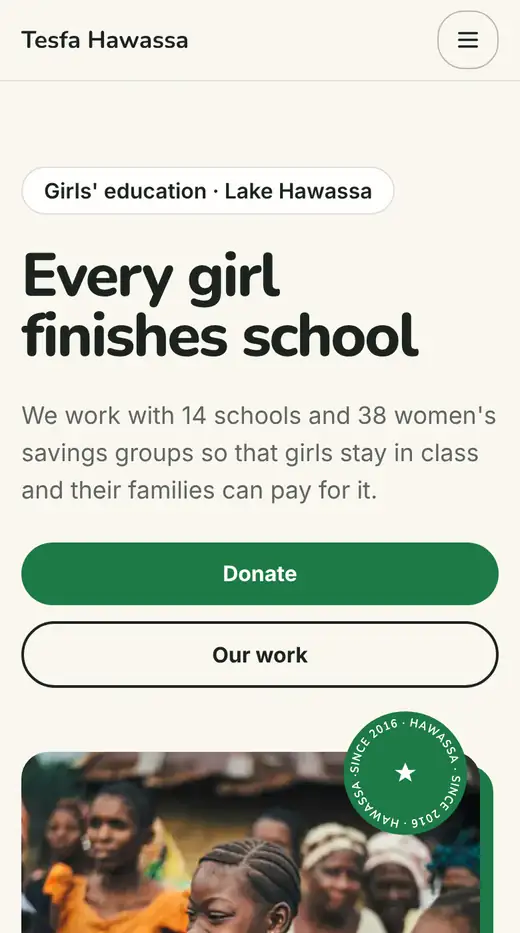 Tesfa Hawassa
Girls' education · Lake Hawassa
Every girl
finishes school
We work with 14 schools and 38 women's
savings groups so that girls stay in class
and their families can pay for it.
Donate
Our work
SINCE 2016 · HAWASSA · SINCE 2016 · HAWASSA ·